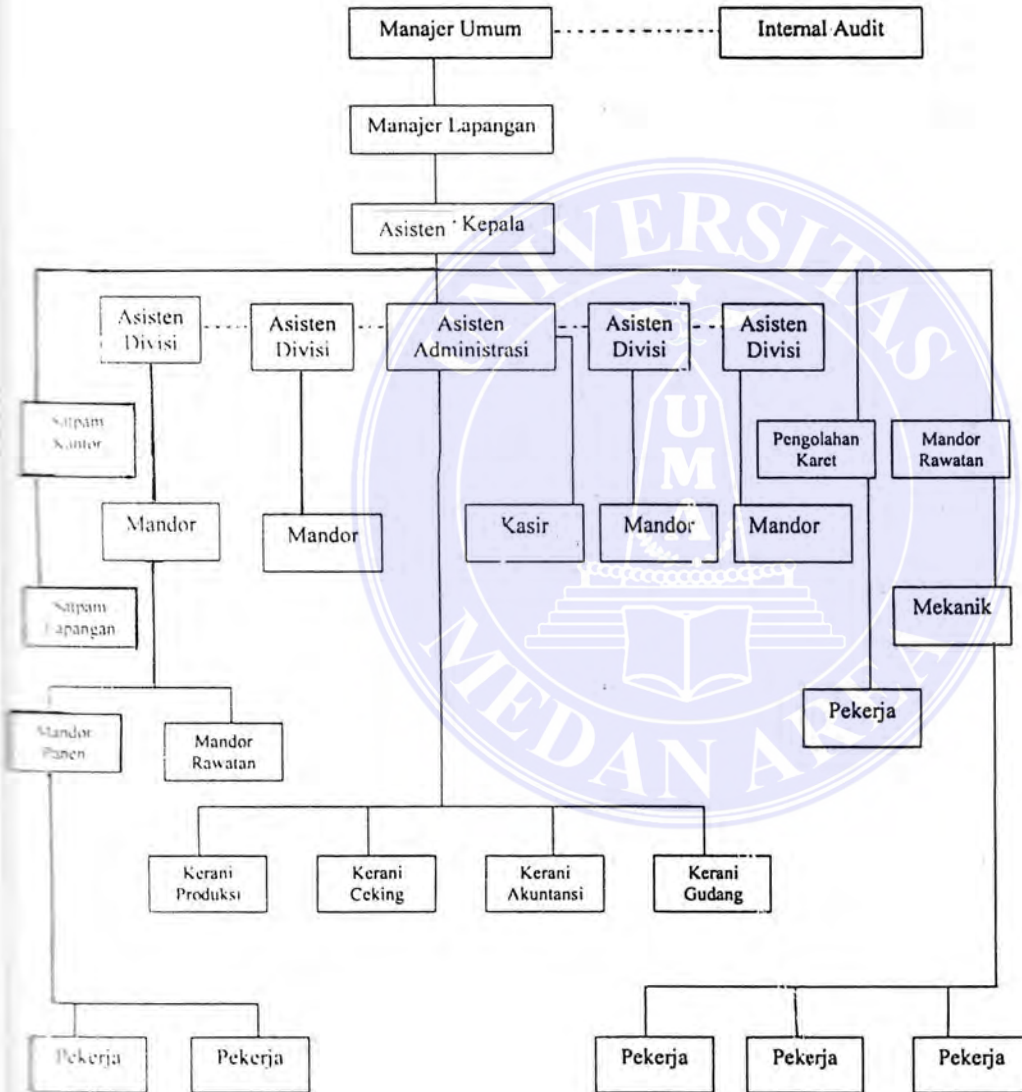 Manajer Umum
Internal Audit
Manajer Lapangan
Asisten Kepala
Asisten
Divisi
Asisten
Divisi
Asisten
Administrasi
Asisten
Divisi
Asisten
Divisi
Satpam
Kantor
Pengolahan
Karet
Mandor
Rawatan
Mandor
Mandor
Kasir
Mandor
Mandor
Satpam
Lapangan
Mekanik
Pekerja
Mandor
Panen
Mandor
Rawatan
Kerani
Produksi
Kerani
Ceking
Kerani
Akuntansi
Kerani
Gudang
Pekerja
Pekerja
Pekerja
Pekerja
Pekerja
UNIVERSITAS
MEDAN AREA
UMA